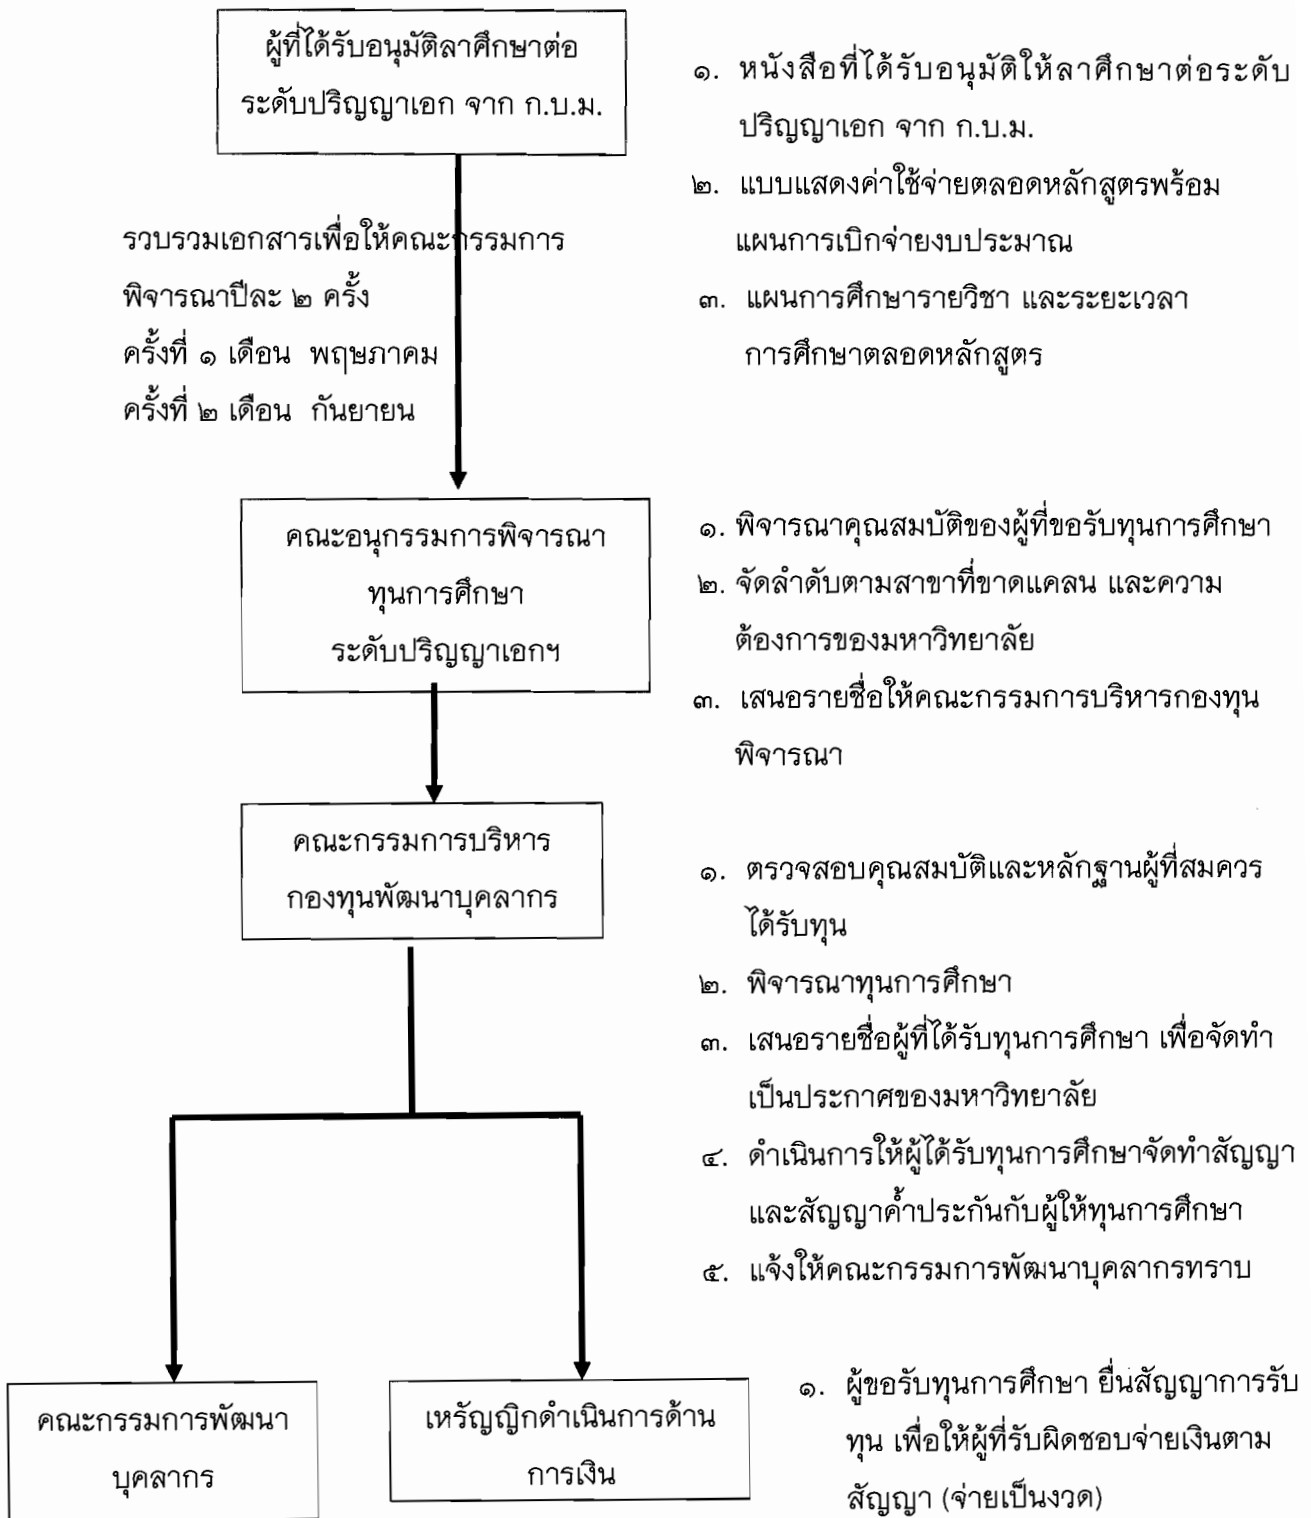 ผู้ที่ได้รับอนุมัติลาศึกษาต่อ
ระดับปริญญาเอก จาก ก.บ.ม.
๑. หนังสือที่ได้รับอนุมัติให้ลาศึกษาต่อระดับ
ปริญญาเอก จาก ก.บ.ม.
๒. แบบแสดงค่าใช้จ่ายตลอดหลักสูตรพร้อม
แผนการเบิกจ่ายงบประมาณ
๓. แผนการศึกษารายวิชา และระยะเวลา
การศึกษาตลอดหลักสูตร
รวบรวมเอกสารเพื่อให้คณะกรรมการ
พิจารณาปีละ ๒ ครั้ง
ครั้งที่ ๑ เดือน พฤษภาคม
ครั้งที่ ๒ เดือน กันยายน
คณะอนุกรรมการพิจารณา
ทุนการศึกษา
ระดับปริญญาเอกฯ
๑. พิจารณาคุณสมบัติของผู้ที่ขอรับทุนการศึกษา
๒. จัดลำดับตามสาขาที่ขาดแคลน และความ
ต้องการของมหาวิทยาลัย
๓. เสนอรายชื่อให้คณะกรรมการบริหารกองทุน
พิจารณา
คณะกรรมการบริหาร
กองทุนพัฒนาบุคลากร
๑. ตรวจสอบคุณสมบัติและหลักฐานผู้ที่สมควร
ได้รับทุน
๒. พิจารณาทุนการศึกษา
๓. เสนอรายชื่อผู้ที่ได้รับทุนการศึกษา เพื่อจัดทำ
เป็นประกาศของมหาวิทยาลัย
๔. ดำเนินการให้ผู้ได้รับทุนการศึกษาจัดทำสัญญา
และสัญญาค้ำประกันกับผู้ให้ทุนการศึกษา
๕. แจ้งให้คณะกรรมการพัฒนาบุคลากรทราบ
คณะกรรมการพัฒนา
บุคลากร
เหรัญญิกดำเนินการด้าน
การเงิน
๑. ผู้ขอรับทุนการศึกษา ยื่นสัญญาการรับ
ทุน เพื่อให้ผู้ที่รับผิดชอบจ่ายเงินตาม
สัญญา (จ่ายเป็นงวด)